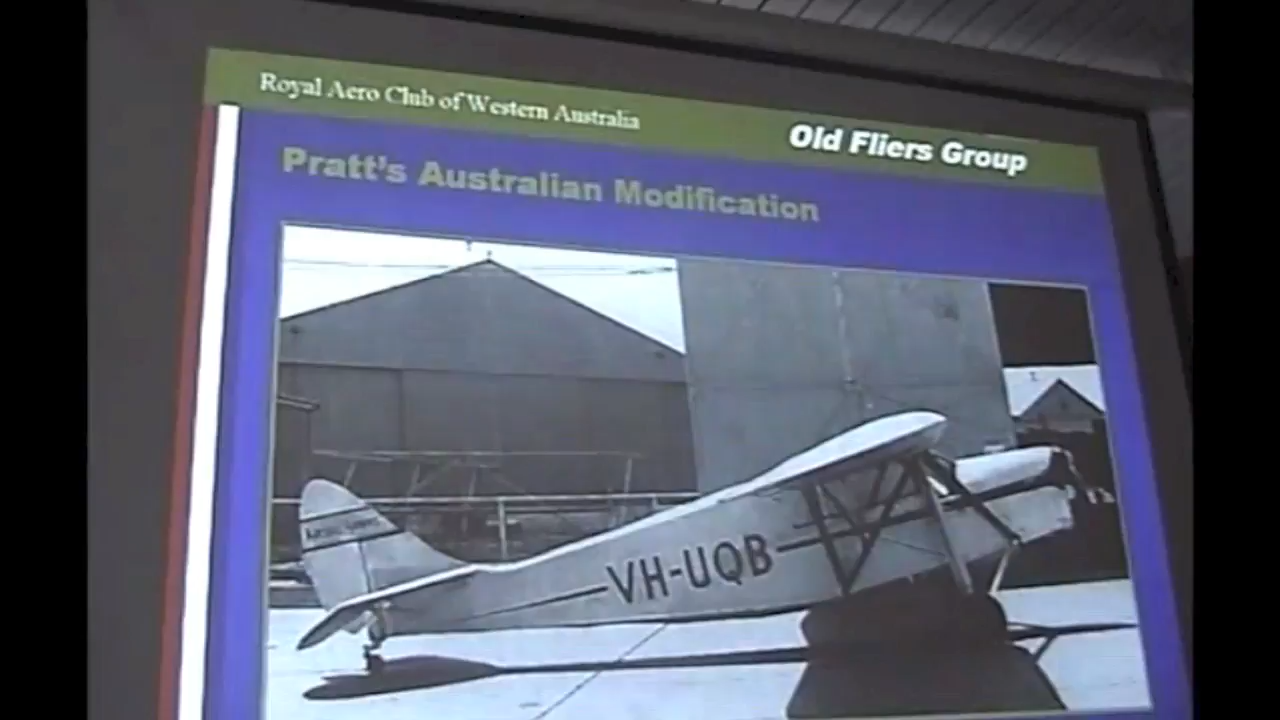 Royal Aero Club of Western Australia
Old Fliers Group
Pratt's Australian Modification
VH-UQB